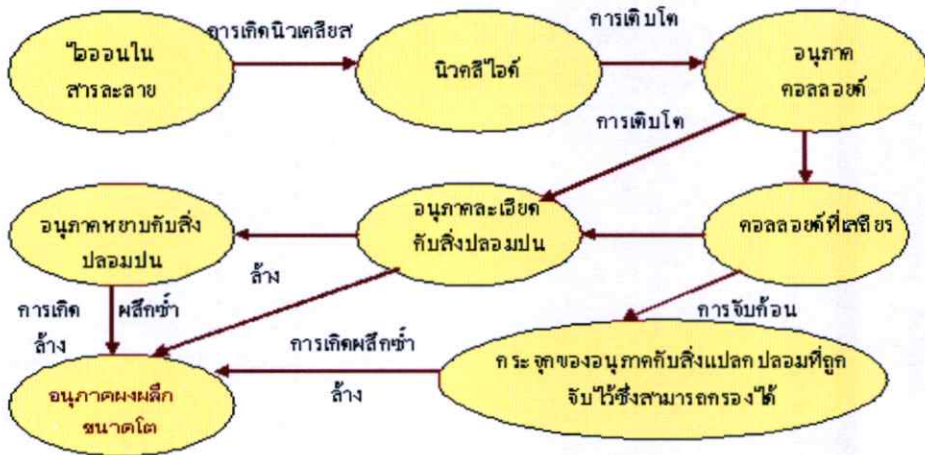 ไอออนใน
สารละลาย
การเกิดนิวเคลียส
นิวคลีไอด์
การเติบโต
อนุภาค
คอลลอยด์
การเติบโต
อนุภาคหยาบกับสิ่ง
ปลอมปน
ล้าง
อนุภาคละเอียด
กับสิ่งปลอมปน
คอลลอยด์ที่เสถียร
การเกิด ผลึกซ้ำ
ล้าง
การจับก้อน
การเกิดผลึกซ้ำ
ล้าง
กระจุกของอนุภาคกับสิ่งแปลกปลอมที่ถูก
จับไว้ซึ่งสามารถกรองได้
อนุภาคผงผลึก
ขนาดโต